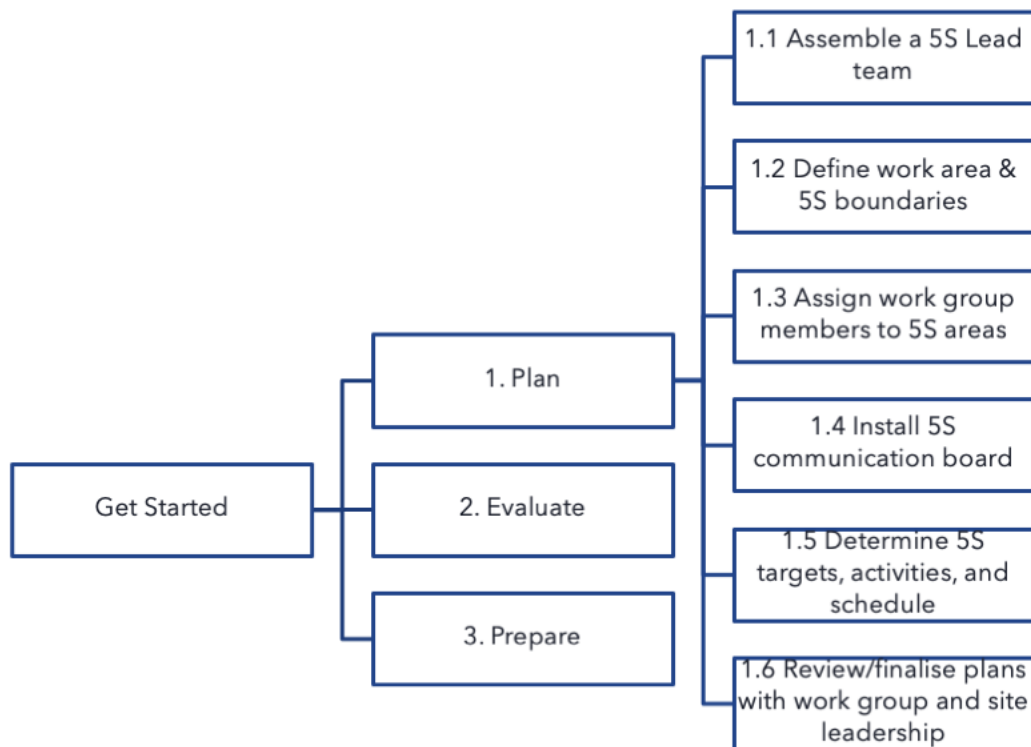 1.1 Assemble a 5S Lead
team
1.2 Define work area &
5S boundaries
1.3 Assign work group
members to 5S areas
1. Plan
1.4 Install 5S
communication board
Get Started
2. Evaluate
1.5 Determine 5S
targets, activities, and
schedule
3. Prepare
1.6 Review/finalise plans
with work group and site
leadership